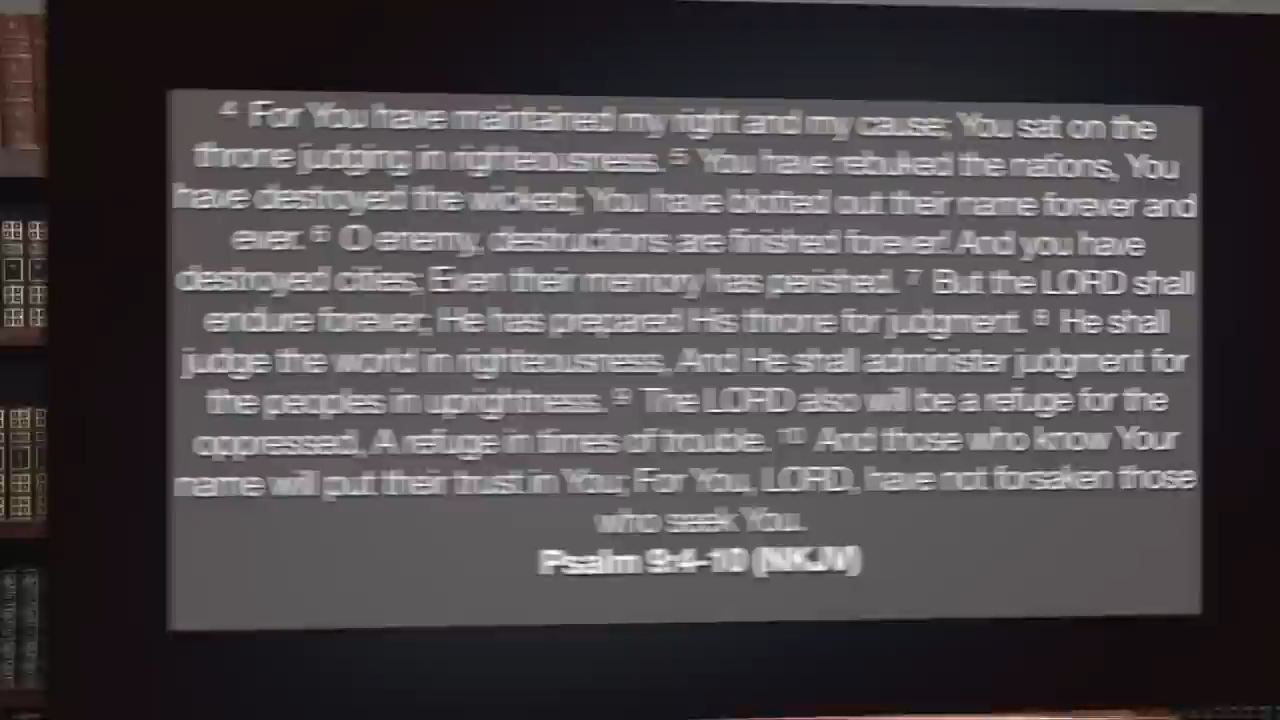 4 For You have maintained my right and my cause; You sat on the
throne judging in righteousness. 5 You have rebuked the nations, You
have destroyed the wicked; You have blotted out their name forever and
ever. 6 O enemy, destructions are finished forever! And you have
destroyed cities; Even their memory has perished. 7 But the LORD shall
endure forever; He has prepared His throne for judgment. 8 He shall
judge the world in righteousness, And He shall administer judgment for
the peoples in uprightness. 9 The LORD also will be a refuge for the
oppressed, A refuge in times of trouble. 10 And those who know Your
name will put their trust in You; For You, LORD, have not forsaken those
who seek You.
Psalm 9:4-10 (NKJV)